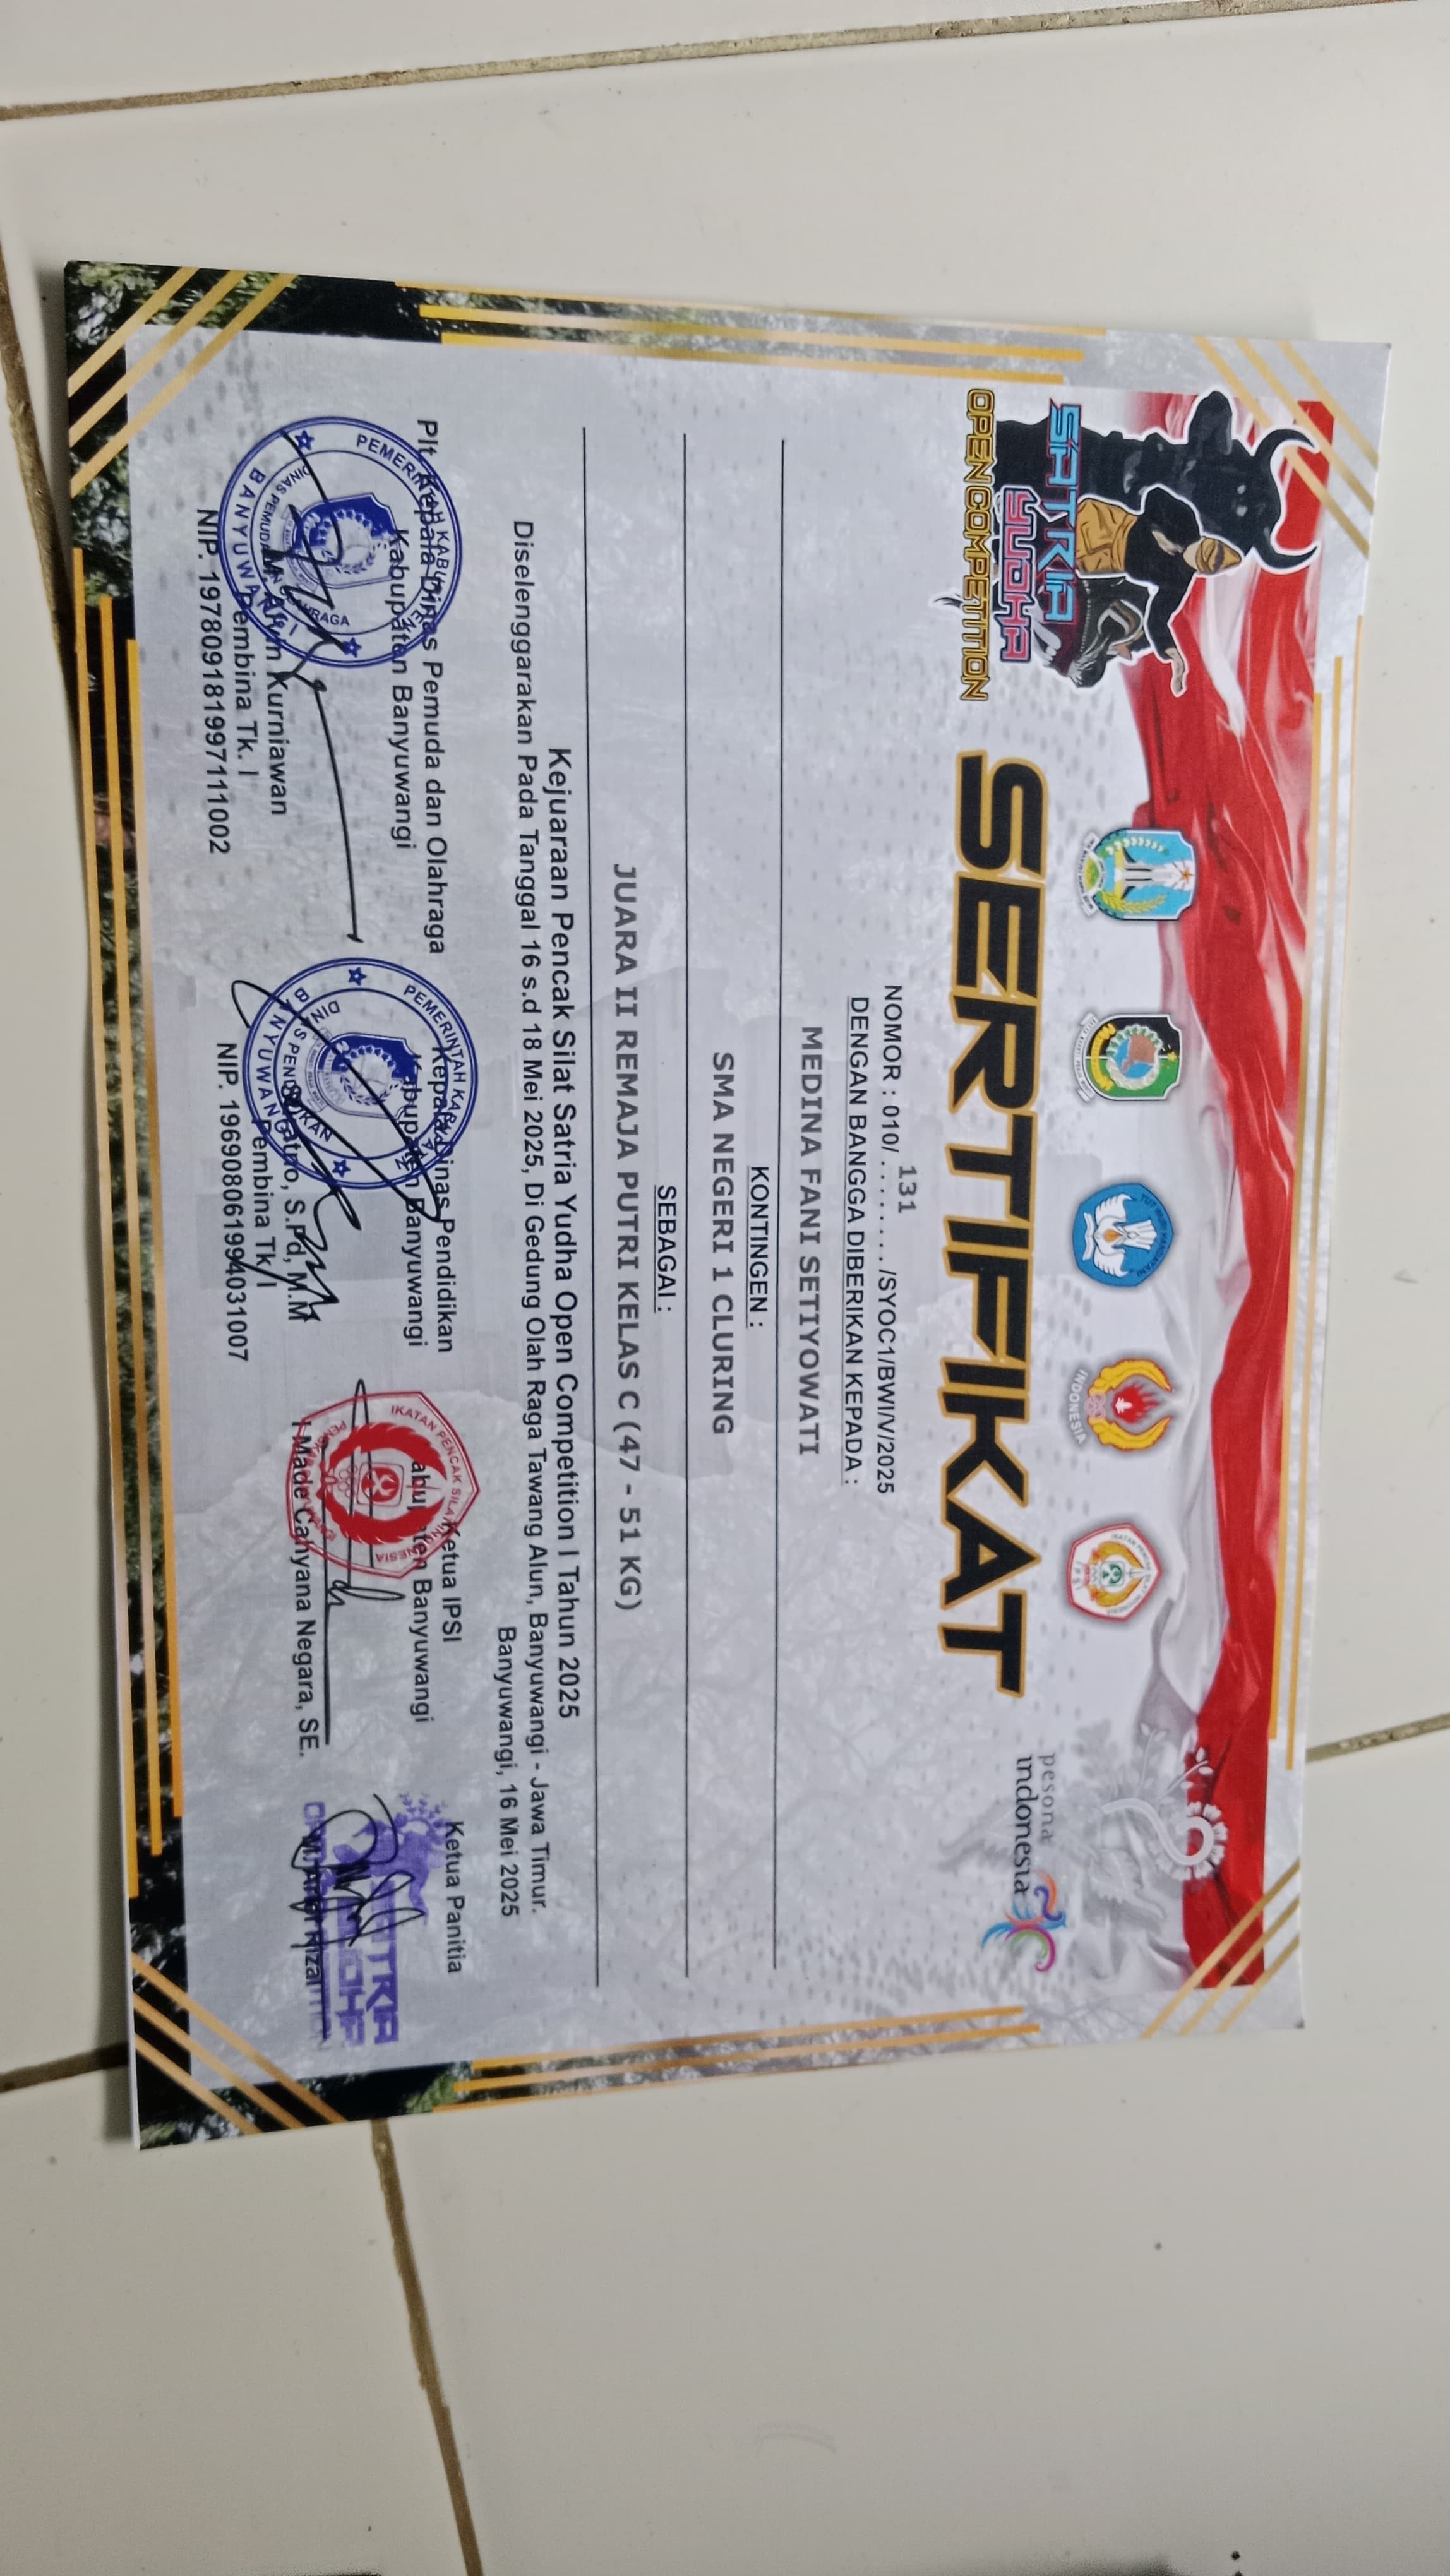 SATRIA
YUDHA
OPEN COMPETITION
INDONESIA
pesona
indonesia
SERTIFIKAT
131
NOMOR : 010/ ......... /SYOC1/BWI/V/2025
DENGAN BANGGA DIBERIKAN KEPADA :
MEDINA FANI SETIYOWATI
KONTINGEN :
SMA NEGERI 1 CLURING
SEBAGAI :
JUARA II REMAJA PUTRI KELAS C (47 - 51 KG)
Kejuaraan Pencak Silat Satria Yudha Open Competition I Tahun 2025
Diselenggarakan Pada Tanggal 16 s.d 18 Mei 2025, Di Gedung Olah Raga Tawang Alun, Banyuwangi - Jawa Timur.
Banyuwangi, 16 Mei 2025
Plt. Kepala Dinas Pemuda dan Olahraga
Kabupaten Banyuwangi
Kurniawan
Pembina Tk. I
NIP. 197809181997111002
Kepala Dinas Pendidikan
Kabupaten Banyuwangi
S.Pd, M.M
Pembina Tk. I
NIP. 196908061994031007
Ketua IPSI
Kabupaten Banyuwangi
I Made Cahyana Negara, SE.
Ketua Panitia
Rizal